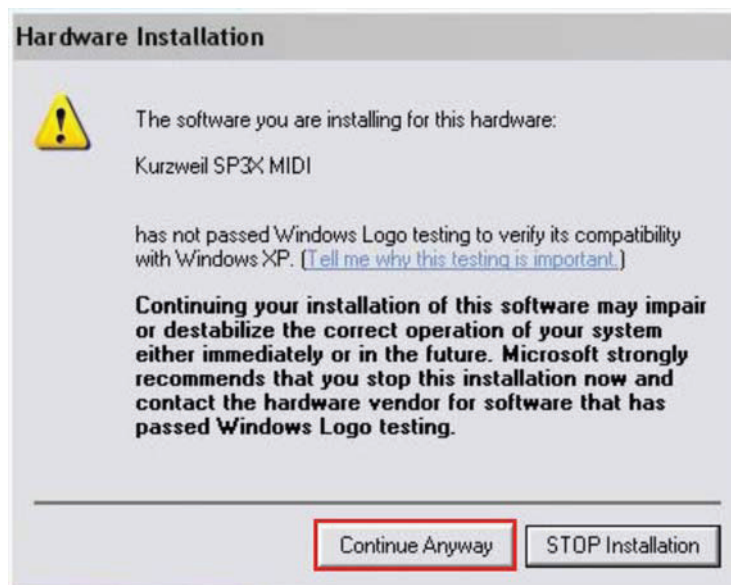 Hardware Installation
The software you are installing for this hardware:
Kurzweil SP3X MIDI
has not passed Windows Logo testing to verify its compatibility
with Windows XP. (Tell me why this testing is important.)
Continuing your installation of this software may impair
or destabilize the correct operation of your system
either immediately or in the future. Microsoft strongly
recommends that you stop this installation now and
contact the hardware vendor for software that has
passed Windows Logo testing.
Continue Anyway
STOP Installation